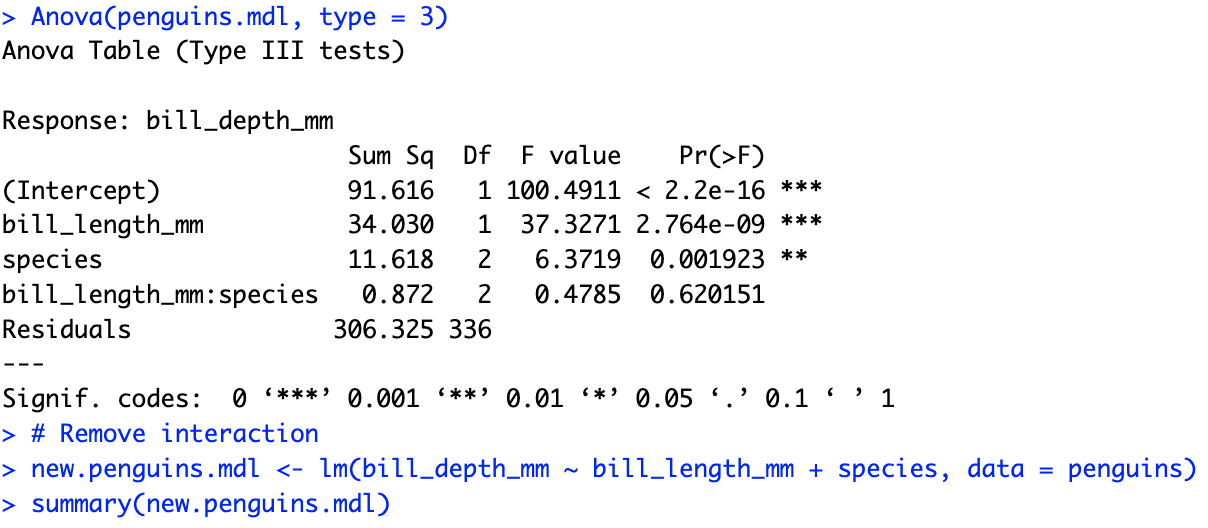 > Anova(penguins.mdl, type = 3)
Anova Table (Type III tests)

Response: bill_depth_mm
                      Sum Sq  Df  F value    Pr(>F)    
(Intercept)           91.616   1 100.4911 < 2.2e-16 ***
bill_length_mm        34.030   1  37.3271 2.764e-09 ***
species               11.618   2   6.3719  0.001923 ** 
bill_length_mm:species  0.872   2   0.4785  0.620151    
Residuals            306.325 336                       
---
Signif. codes:  0 ‘***’ 0.001 ‘**’ 0.01 ‘*’ 0.05 ‘.’ 0.1 ‘ ’ 1
> # Remove interaction
> new.penguins.mdl <- lm(bill_depth_mm ~ bill_length_mm + species, data = penguins)
> summary(new.penguins.mdl)